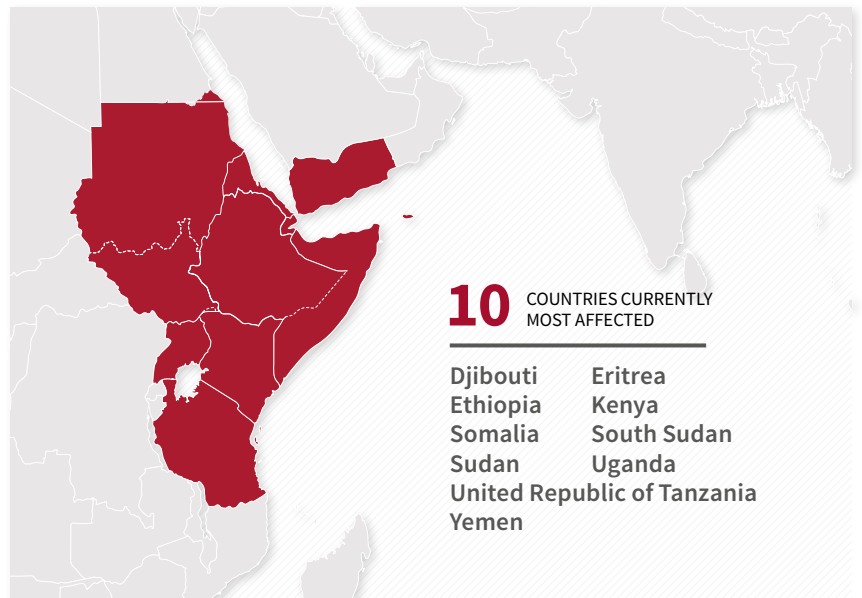 10 COUNTRIES CURRENTLY
MOST AFFECTED
Djibouti Eritrea
Ethiopia Kenya
Somalia South Sudan
Sudan Uganda
United Republic of Tanzania
Yemen